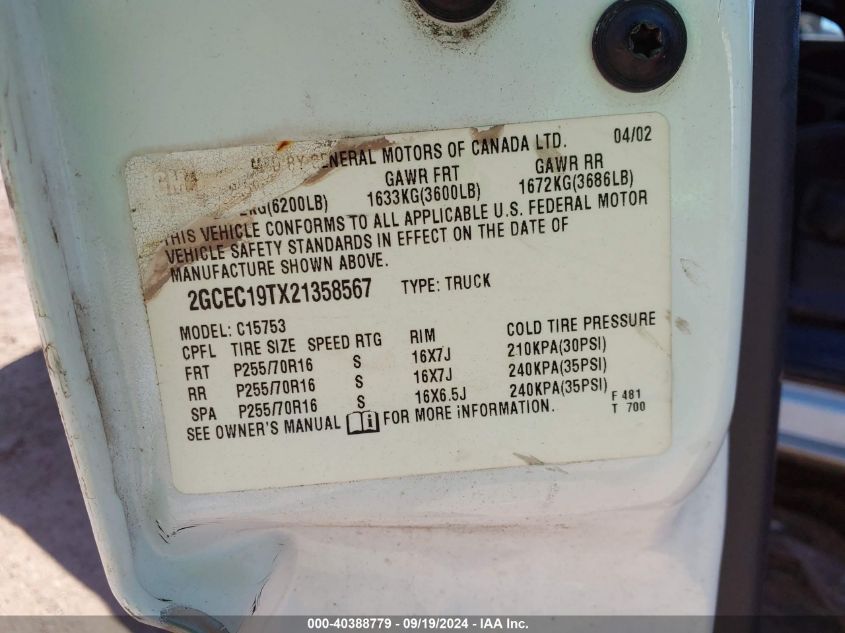 MFD BY GENERAL MOTORS OF CANADA LTD. 04/02
GAWR FRT GAWR RR
KG(6200LB) 1633KG(3600LB) 1672KG(3686LB)
THIS VEHICLE CONFORMS TO ALL APPLICABLE U.S. FEDERAL MOTOR
VEHICLE SAFETY STANDARDS IN EFFECT ON THE DATE OF
MANUFACTURE SHOWN ABOVE.
2GCEC19TX21358567 TYPE: TRUCK
MODEL: C15753
CPFL TIRE SIZE SPEED RTG RIM COLD TIRE PRESSURE
FRT P255/70R16 S 16X7J 210KPA(30PSI)
RR P255/70R16 S 16X7J 240KPA(35PSI)
SPA P255/70R16 S 16X6.5J 240KPA(35PSI)
F 481
T 700
SEE OWNER'S MANUAL FOR MORE INFORMATION.
000-40388779 - 09/19/2024 - IAA Inc.